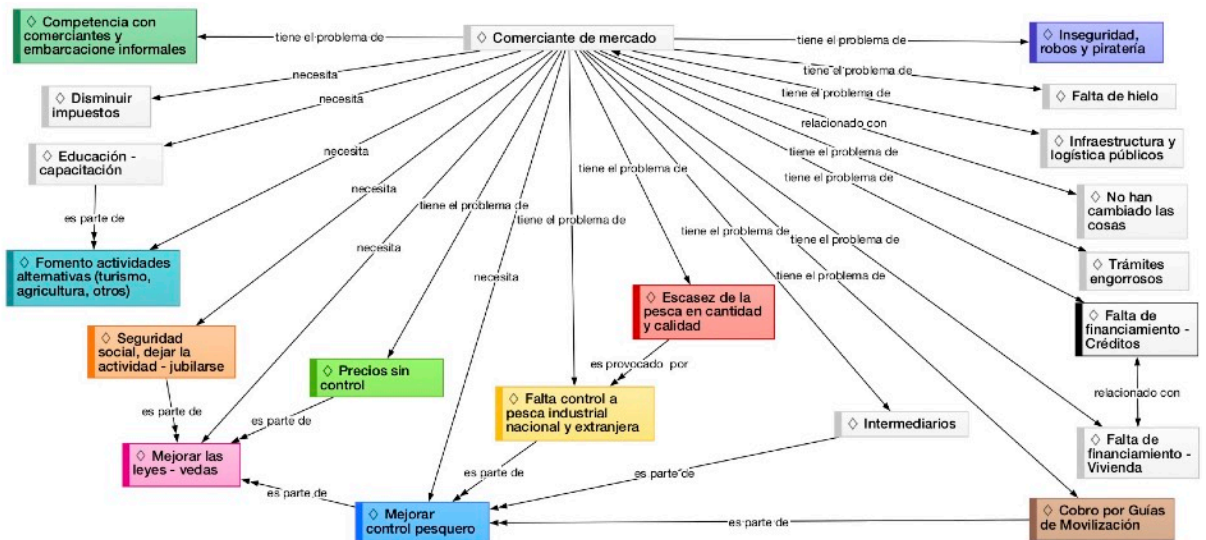 ◇ Competencia con
comerciantes y
embarcacione informales
tiene el problema de
◇ Comerciante de mercado
tiene el problema de
◇ Inseguridad,
robos y piratería
necesita
tiene el problema de
◇ Disminuir
impuestos
necesita
tiene el problema de
◇ Falta de hielo
relacionado con
◇ Infraestructura y
logística públicos
◇ Educación -
capacitación
necesita
tiene el problema de
tiene el problema de
tiene el problema de
necesita
◇ No han
cambiado las
cosas
es parte de
tiene el problema de
tiene el problema de
tiene el problema de
tiene el problema de
necesita
◇ Fomento actividades
alternativas (turismo,
agricultura, otros)
necesita
tiene el problema de
◇ Trámites
engorrosos
◇ Escasez de la
pesca en cantidad
y calidad
◇ Falta de
financiamiento -
Créditos
◇ Seguridad
social, dejar la
actividad - jubilarse
es provocado por
◇ Precios sin
control
relacionado con
◇ Falta control a
pesca industrial
nacional y extranjera
es parte de
es parte de
◇ Intermediarios
◇ Falta de
financiamiento -
Vivienda
◇ Mejorar las
leyes - vedas
es parte de
es parte de
es parte de
◇ Mejorar
control pesquero
es parte de
◇ Cobro por Guías
de Movilización